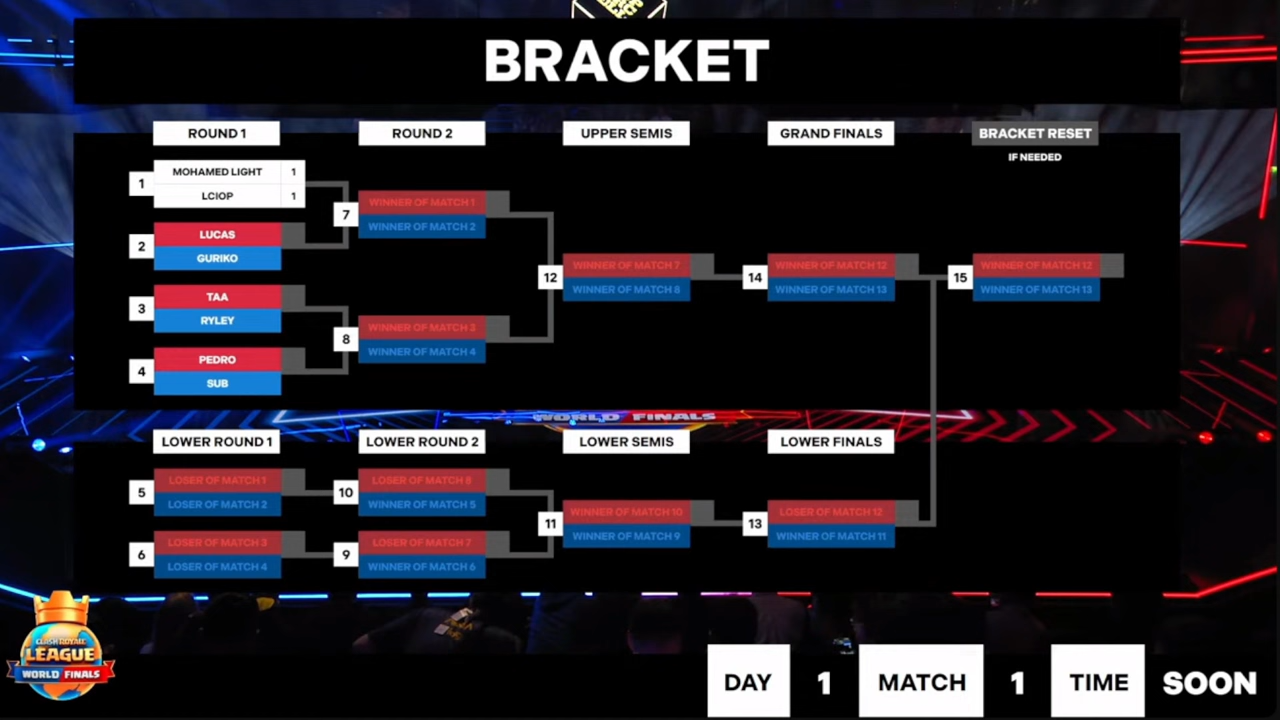 BRACKET
ROUND 1
ROUND 2
UPPER SEMIS
GRAND FINALS
BRACKET RESET
IF NEEDED
1
MOHAMED LIGHT 1
LCIOP 1
2
LUCAS
GURIKO
3
TAA
RYLEY
4
PEDRO
SUB
7
WINNER OF MATCH 1
WINNER OF MATCH 2
8
WINNER OF MATCH 3
WINNER OF MATCH 4
12
WINNER OF MATCH 7
WINNER OF MATCH 8
14
WINNER OF MATCH 12
WINNER OF MATCH 13
15
WINNER OF MATCH 12
WINNER OF MATCH 13
WORLD FINALS
LOWER ROUND 1
LOWER ROUND 2
LOWER SEMIS
LOWER FINALS
5
LOSER OF MATCH 1
LOSER OF MATCH 2
6
LOSER OF MATCH 3
LOSER OF MATCH 4
10
LOSER OF MATCH 8
WINNER OF MATCH 5
9
LOSER OF MATCH 7
WINNER OF MATCH 6
11
WINNER OF MATCH 10
WINNER OF MATCH 9
13
LOSER OF MATCH 12
WINNER OF MATCH 11
CLASH ROYALE
LEAGUE
WORLD FINALS
DAY 1 MATCH 1 TIME SOON